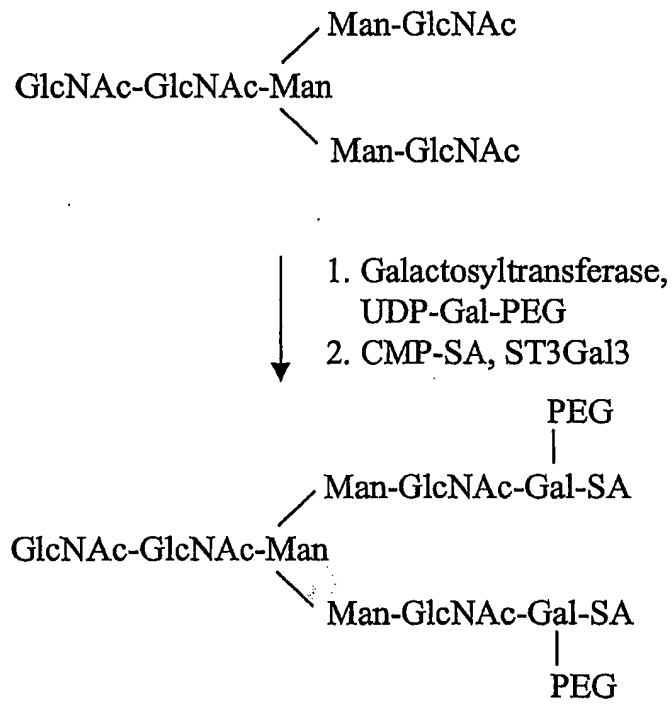 Man-GlcNAc
GlcNAc-GlcNAc-Man
Man-GlcNAc
1. Galactosyltransferase,
UDP-Gal-PEG
2. CMP-SA, ST3Gal3
PEG
Man-GlcNAc-Gal-SA
GlcNAc-GlcNAc-Man
Man-GlcNAc-Gal-SA
PEG